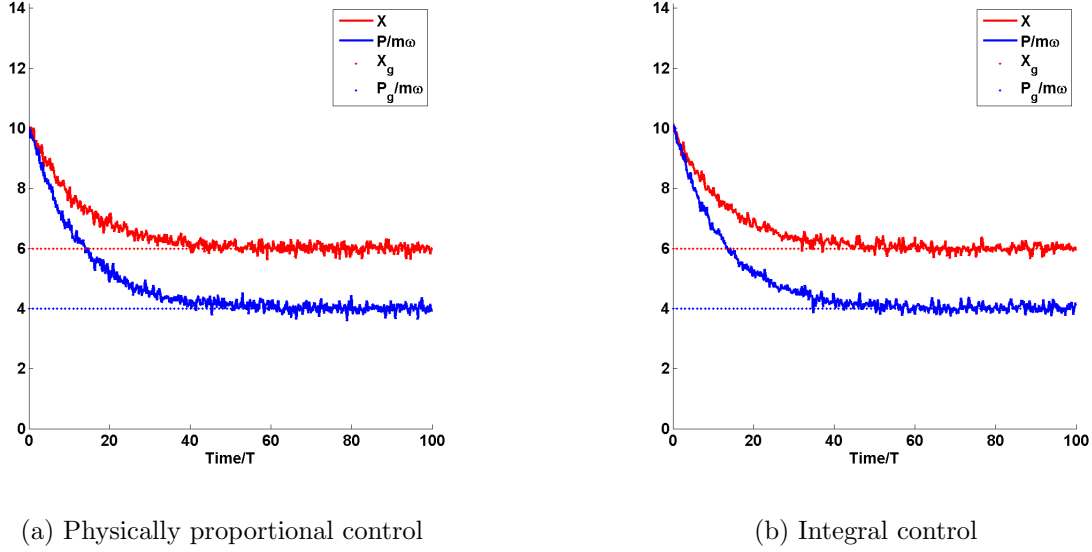 14
12
10
8
6
4
2
0
0 20 40 60 80 100
Time/T
X
P/mω
X_g
P_g/mω
(a) Physically proportional control
14
12
10
8
6
4
2
0
0 20 40 60 80 100
Time/T
X
P/mω
X_g
P_g/mω
(b) Integral control